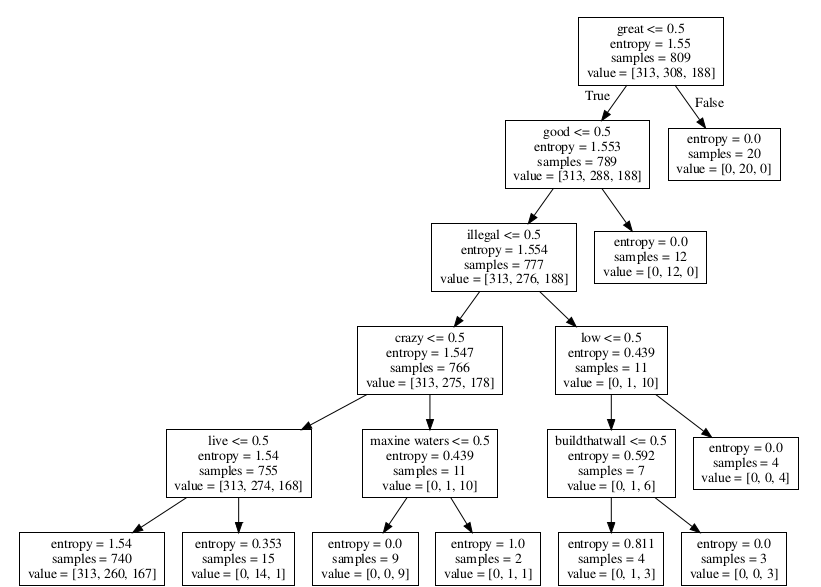 great <= 0.5
entropy = 1.55
samples = 809
value = [313, 308, 188]
True
False
good <= 0.5
entropy = 1.553
samples = 789
value = [313, 288, 188]
entropy = 0.0
samples = 20
value = [0, 20, 0]
illegal <= 0.5
entropy = 1.554
samples = 777
value = [313, 276, 188]
entropy = 0.0
samples = 12
value = [0, 12, 0]
crazy <= 0.5
entropy = 1.547
samples = 766
value = [313, 275, 178]
low <= 0.5
entropy = 0.439
samples = 11
value = [0, 1, 10]
live <= 0.5
entropy = 1.54
samples = 755
value = [313, 274, 168]
maxine waters <= 0.5
entropy = 0.439
samples = 11
value = [0, 1, 10]
buildthatwall <= 0.5
entropy = 0.592
samples = 7
value = [0, 1, 6]
entropy = 0.0
samples = 4
value = [0, 0, 4]
entropy = 1.54
samples = 740
value = [313, 260, 167]
entropy = 0.353
samples = 15
value = [0, 14, 1]
entropy = 0.0
samples = 9
value = [0, 0, 9]
entropy = 1.0
samples = 2
value = [0, 1, 1]
entropy = 0.811
samples = 4
value = [0, 1, 3]
entropy = 0.0
samples = 3
value = [0, 0, 3]